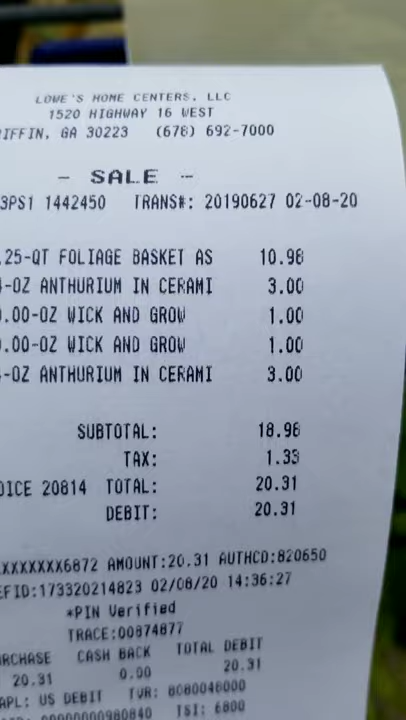 LOWE'S HOME CENTERS, LLC
1520 HIGHWAY 16 WEST
IFFIN, GA 30223 (678) 692-7000
- SALE -
3PS1 1442450 TRANS#: 20190627 02-08-20
.25-QT FOLIAGE BASKET AS 10.98
-OZ ANTHURIUM IN CERAMI 3.00
.00-OZ WICK AND GROW 1.00
.00-OZ WICK AND GROW 1.00
-OZ ANTHURIUM IN CERAMI 3.00
SUBTOTAL: 18.98
TAX: 1.33
OICE 20814 TOTAL: 20.31
DEBIT: 20.31
XXXXXXXX6872 AMOUNT:20.31 AUTHCD:820650
EFID:173320214823 02/08/20 14:36:27
*PIN Verified
TRACE:00874877
RCHASE CASH BACK TOTAL DEBIT
20.31 0.00 20.31
APL: US DEBIT TVR: 8080048000
00000000980840 TSI: 6800